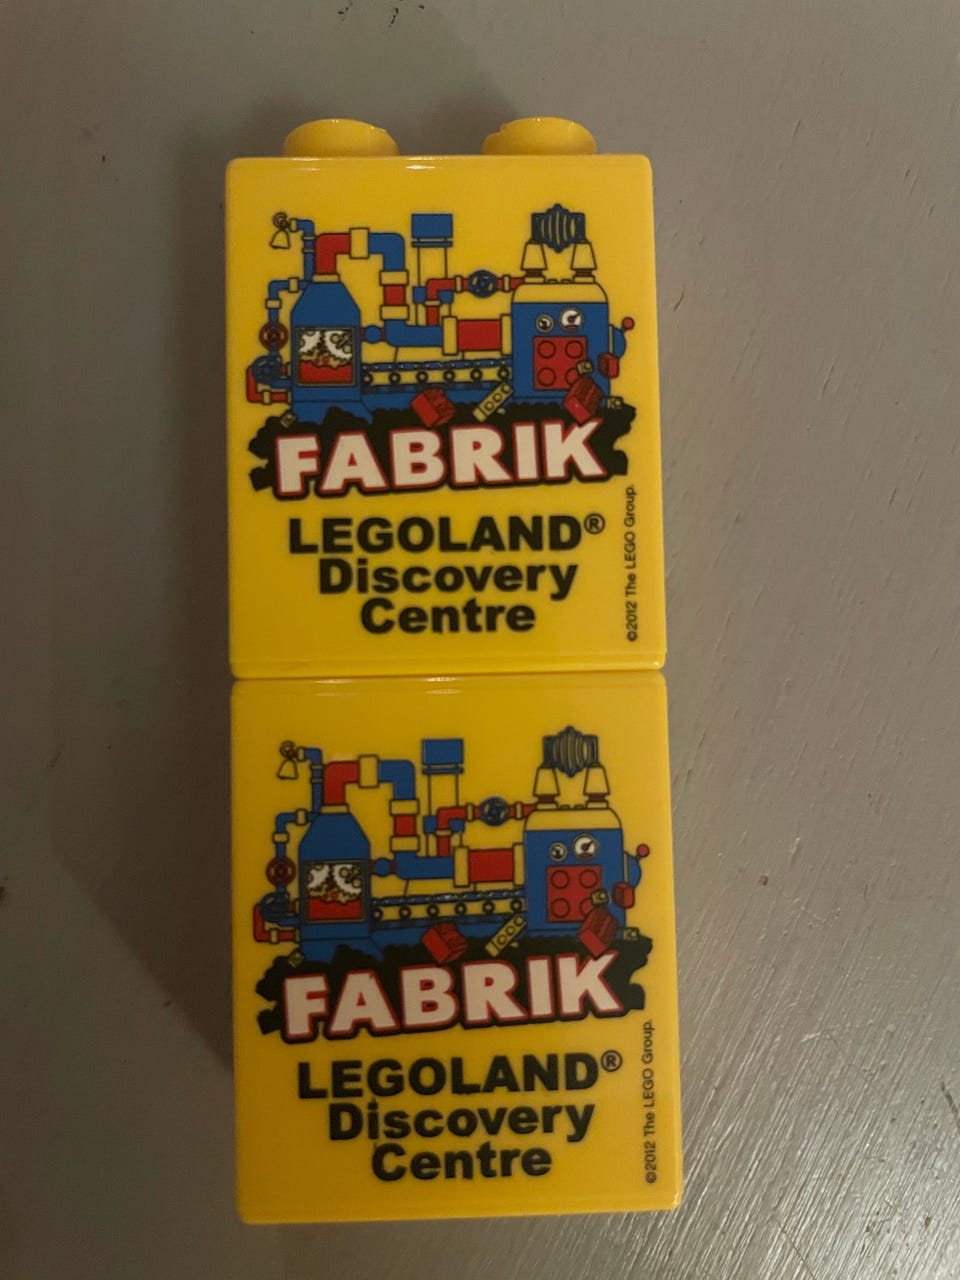 FABRIK
LEGOLAND®
Discovery
Centre
©2012 The LEGO Group.
FABRIK
LEGOLAND®
Discovery
Centre
©2012 The LEGO Group.